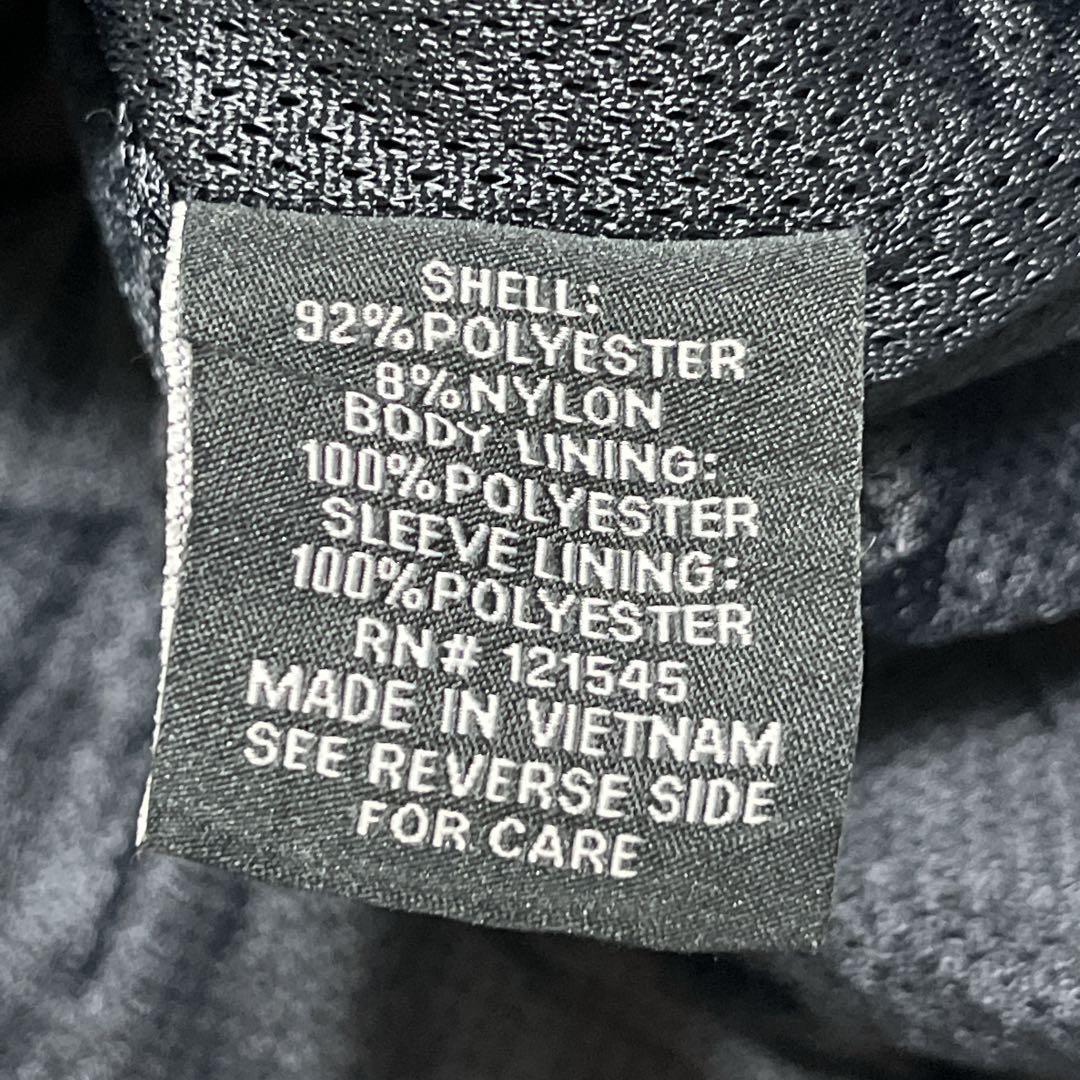 SHELL:
92%POLYESTER
8%NYLON
BODY LINING:
100%POLYESTER
SLEEVE LINING:
100%POLYESTER
RN# 121545
MADE IN VIETNAM
SEE REVERSE SIDE
FOR CARE